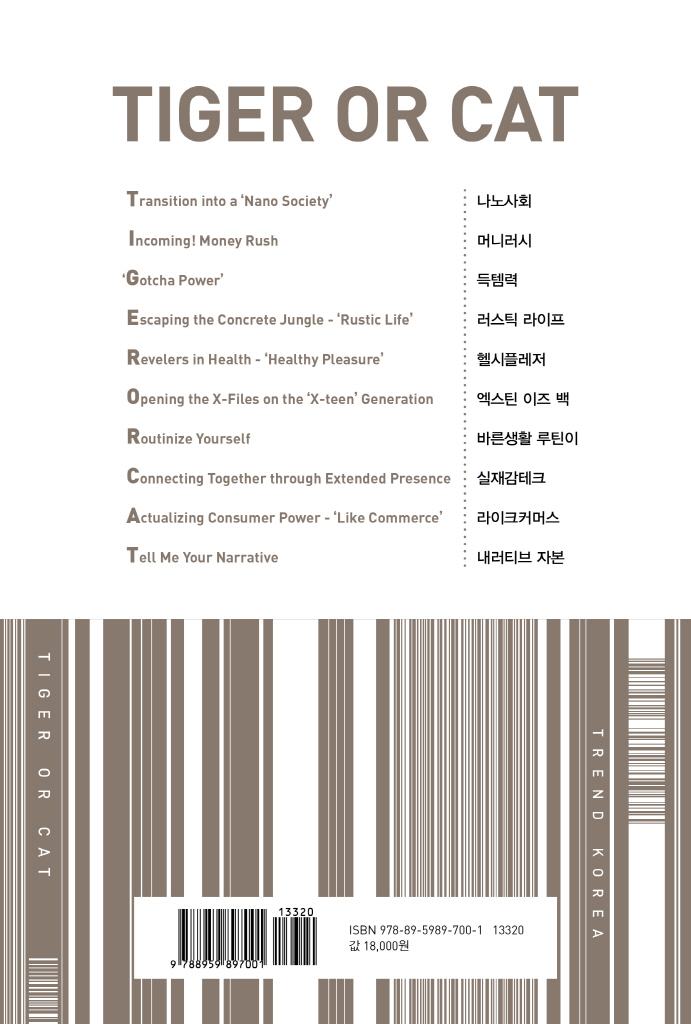 TIGER OR CAT
Transition into a ‘Nano Society’ 나노사회
Incoming! Money Rush 머니러시
‘Gotcha Power’ 득템력
Escaping the Concrete Jungle - ‘Rustic Life’ 러스틱 라이프
Revelers in Health - ‘Healthy Pleasure’ 헬시플레저
Opening the X-Files on the ‘X-teen’ Generation 엑스틴 이즈 백
Routinize Yourself 바른생활 루틴이
Connecting Together through Extended Presence 실재감테크
Actualizing Consumer Power - ‘Like Commerce’ 라이크커머스
Tell Me Your Narrative 내러티브 자본
TIGER OR CAT
TREND KOREA
13320
9 788959 897001
ISBN 978-89-5989-700-1 13320
값 18,000원